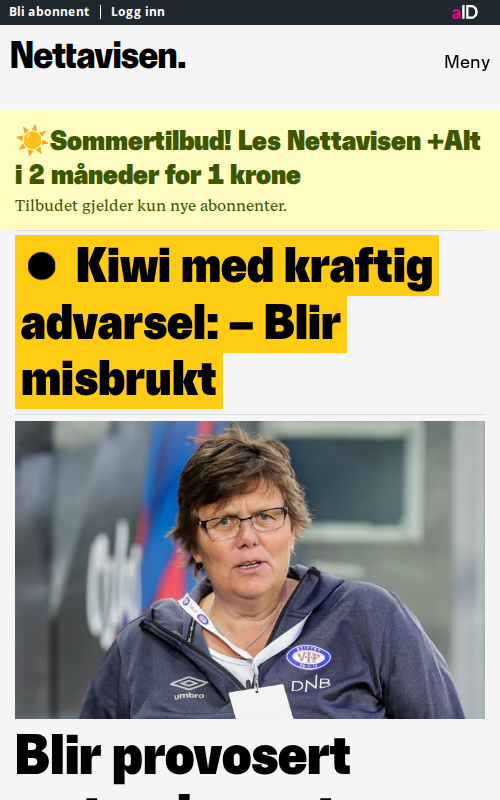 Bli abonnent
Logg inn
aID
Nettavisen.
Meny
Sommertilbud! Les Nettavisen +Alt
i 2 måneder for 1 krone
Tilbudet gjelder kun nye abonnenter.
Kiwi med kraftig
advarsel: – Blir
misbrukt
umbro
VIF
DNB
Blir provosert